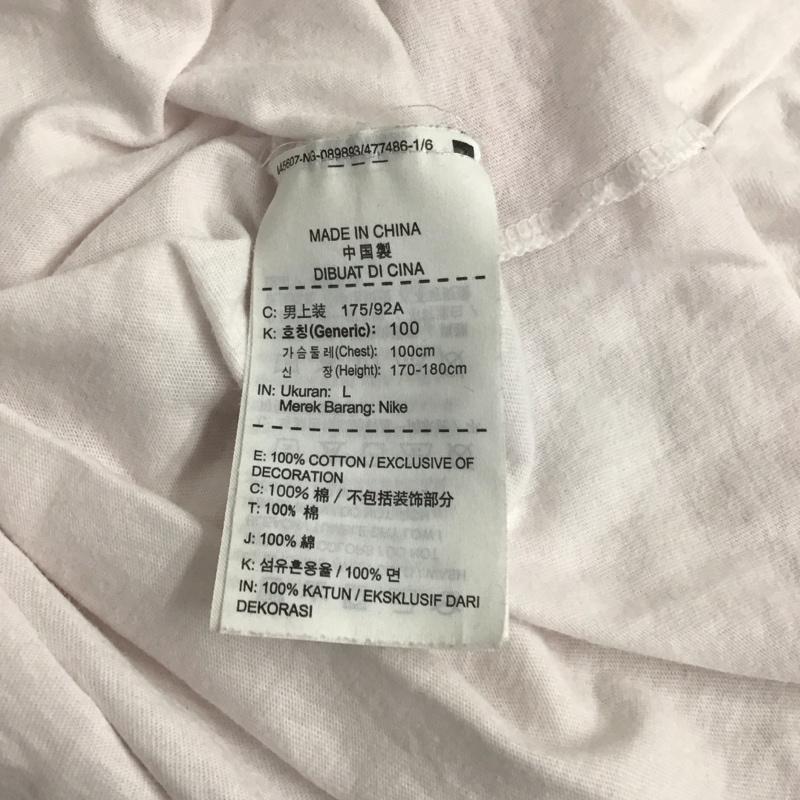 MADE IN CHINA
中国製
DIBUAT DI CINA
C: 男上装 175/92A
K: 호칭(Generic): 100
가슴둘레(Chest): 100cm
신 장(Height): 170-180cm
IN: Ukuran: L
Merek Barang: Nike
E: 100% COTTON / EXCLUSIVE OF
DECORATION
C: 100% 棉 / 不包括装饰部分
T: 100% 棉
J: 100% 綿
K: 섬유혼용율 / 100% 면
IN: 100% KATUN / EKSKLUSIF DARI
DEKORASI